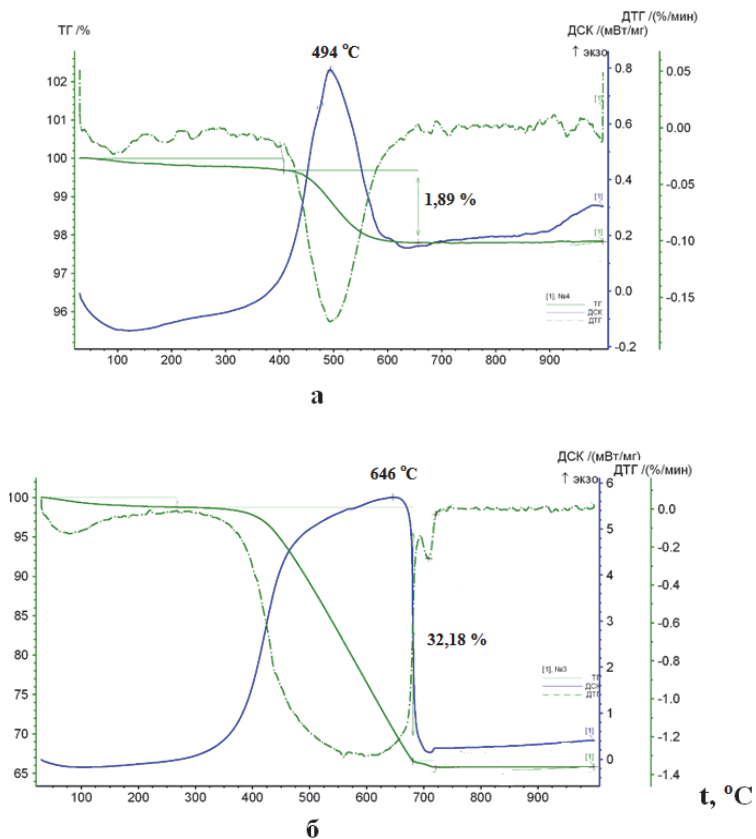 ТГ /%
ДТГ /(%/мин)
ДСК /(мВт/мг)
↑ экзо
494 °C
102
101
100
99
98
97
96
0.8
0.6
0.4
0.2
0.0
-0.2
0.05
0.00
-0.05
-0.10
-0.15
[1]
[1]
[1]
1,89 %
[1], №4
ТГ
ДСК
ДТГ
100 200 300 400 500 600 700 800 900
а
ДСК /(мВт/мг)
ДТГ /(%/мин)
↑ экзо
646 °C
100
95
90
85
80
75
70
65
6
5
4
3
2
1
0
0.0
-0.2
-0.4
-0.6
-0.8
-1.0
-1.2
-1.4
32,18 %
[1], №3
ТГ
ДСК
ДТГ
[1]
[1]
100 200 300 400 500 600 700 800 900
t, °C
б